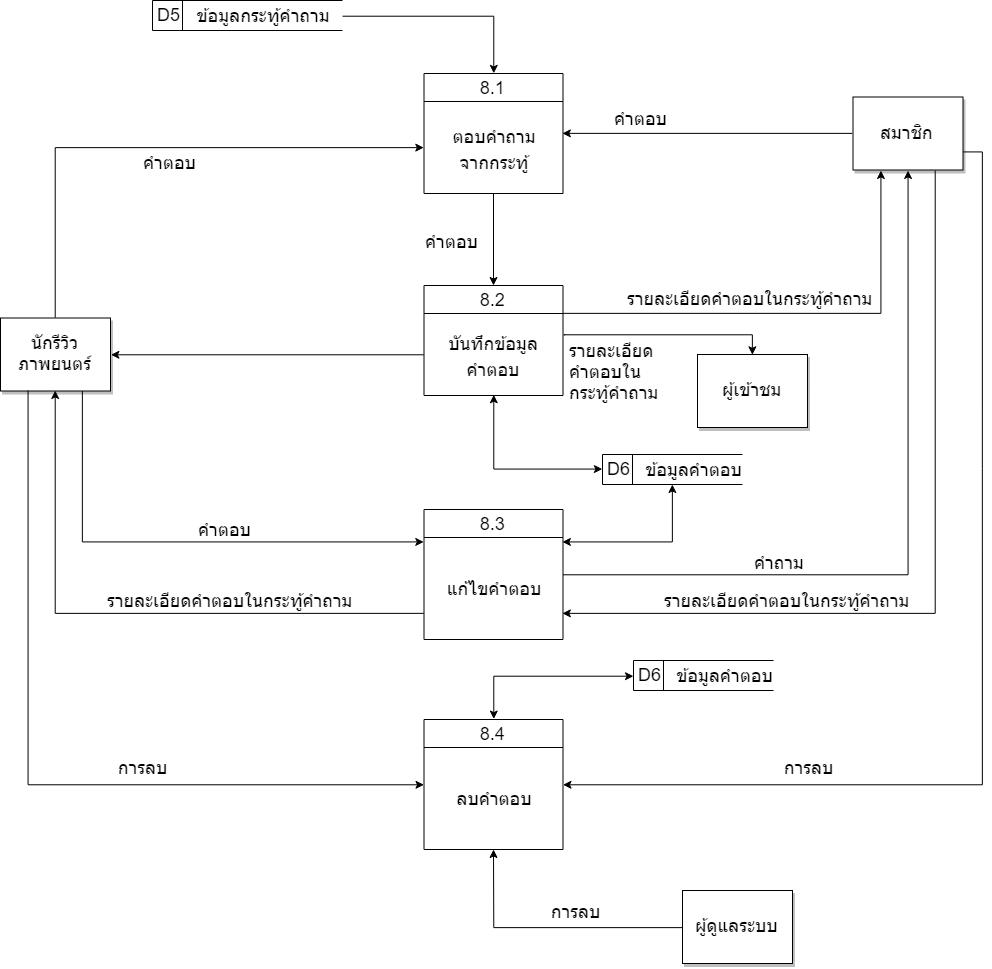 D5 ข้อมูลกระทู้คำถาม
8.1
ตอบคำถาม
จากกระทู้
คำตอบ
สมาชิก
คำตอบ
คำตอบ
8.2
บันทึกข้อมูล
คำตอบ
รายละเอียดคำตอบในกระทู้คำถาม
นักรีวิว
ภาพยนตร์
รายละเอียด
คำตอบใน
กระทู้คำถาม
ผู้เข้าชม
D6 ข้อมูลคำตอบ
8.3
แก้ไขคำตอบ
คำตอบ
คำถาม
รายละเอียดคำตอบในกระทู้คำถาม
รายละเอียดคำตอบในกระทู้คำถาม
D6 ข้อมูลคำตอบ
8.4
ลบคำตอบ
การลบ
การลบ
การลบ
ผู้ดูแลระบบ